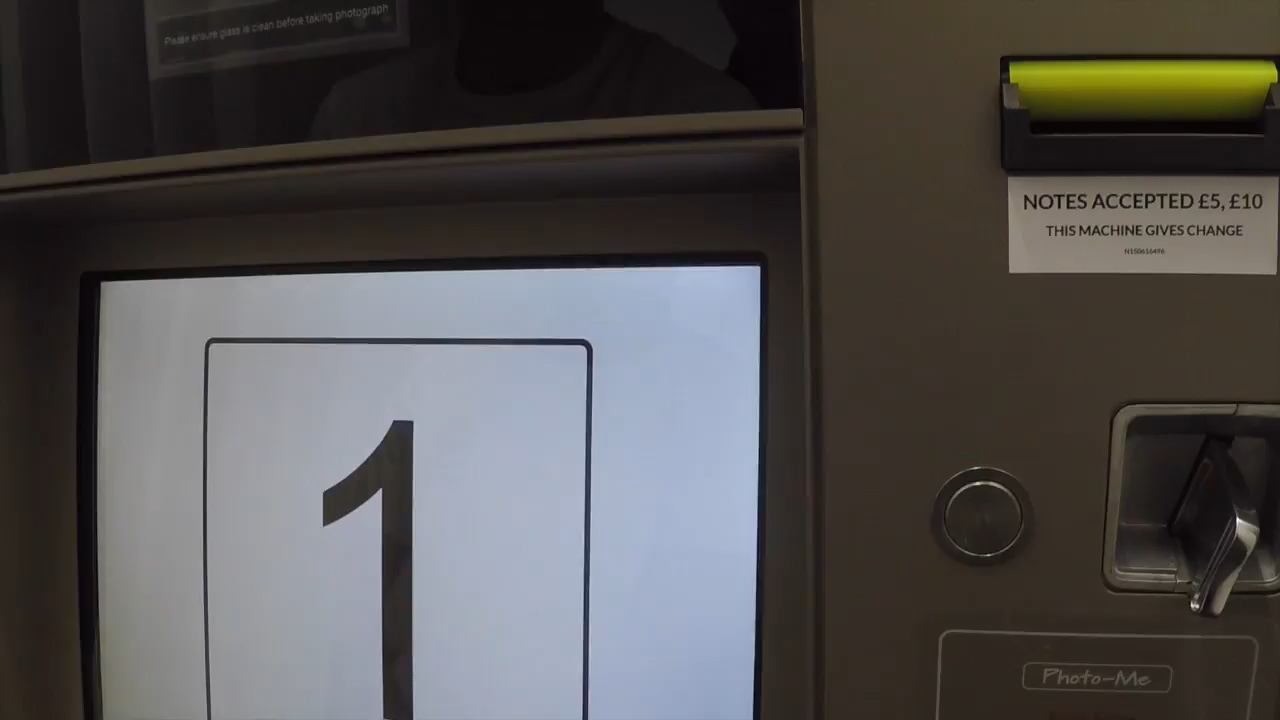 Please ensure glass is clean before taking photograph
NOTES ACCEPTED £5, £10
THIS MACHINE GIVES CHANGE
N150616496
1
Photo-Me